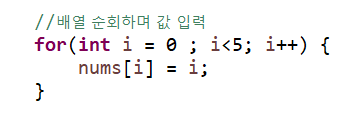 //배열 순회하며 값 입력
for(int i = 0 ; i<5; i++) {
    nums[i] = i;
}